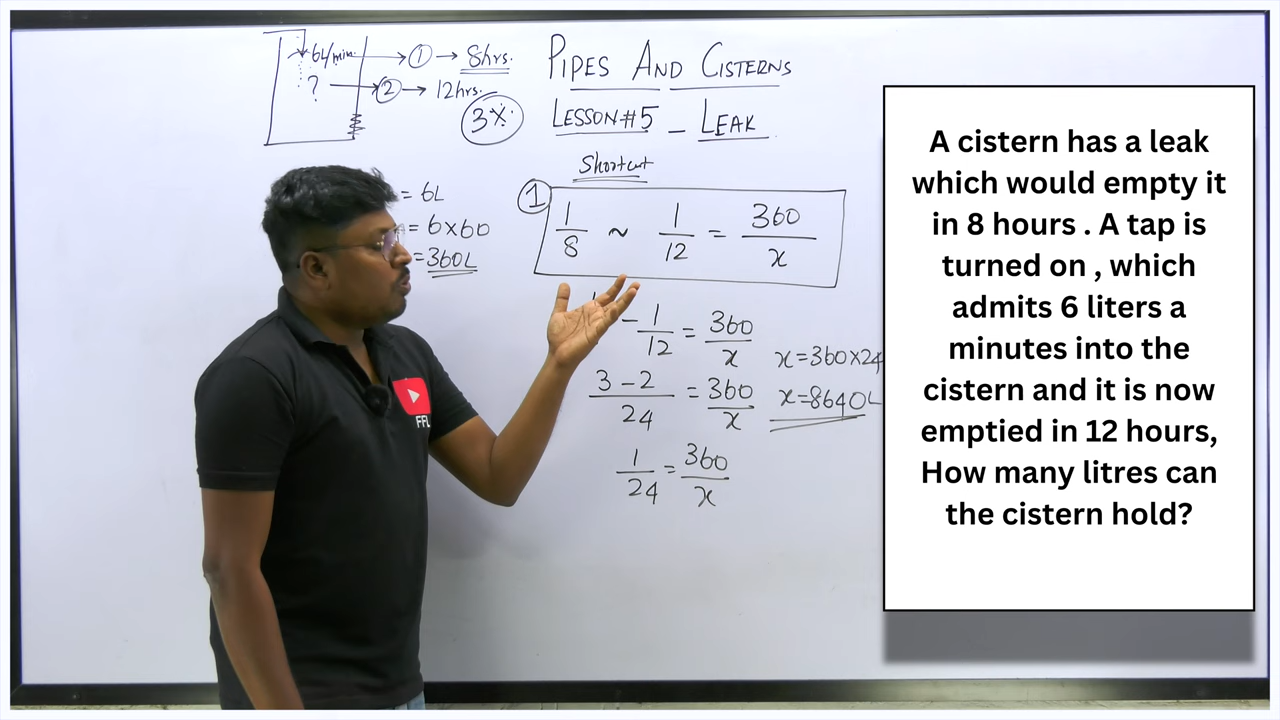 6L/min. → ① → 8hrs.
? → ② → 12hrs.
3
PIPES AND CISTERNS
LESSON #5 – LEAK
Shortcut
= 6L
= 6×60
= 360L
①
1/8 ~ 1/12 = 360/x
- 1/12 = 360/x
3-2/24 = 360/x
1/24 = 360/x
x=360×24
x=8640L
FFL
A cistern has a leak
which would empty it
in 8 hours . A tap is
turned on , which
admits 6 liters a
minutes into the
cistern and it is now
emptied in 12 hours,
How many litres can
the cistern hold?